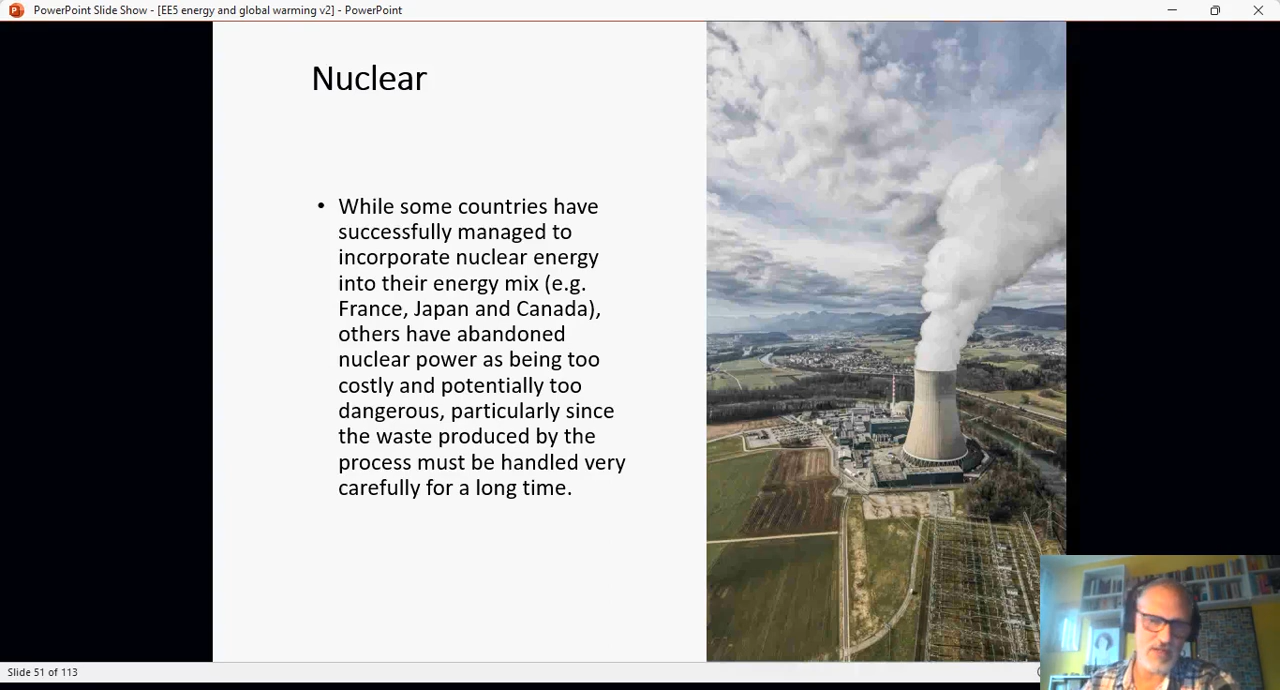 PowerPoint Slide Show - [EE5 energy and global warming v2] - PowerPoint
Nuclear
• While some countries have
successfully managed to
incorporate nuclear energy
into their energy mix (e.g.
France, Japan and Canada),
others have abandoned
nuclear power as being too
costly and potentially too
dangerous, particularly since
the waste produced by the
process must be handled very
carefully for a long time.
Slide 51 of 113